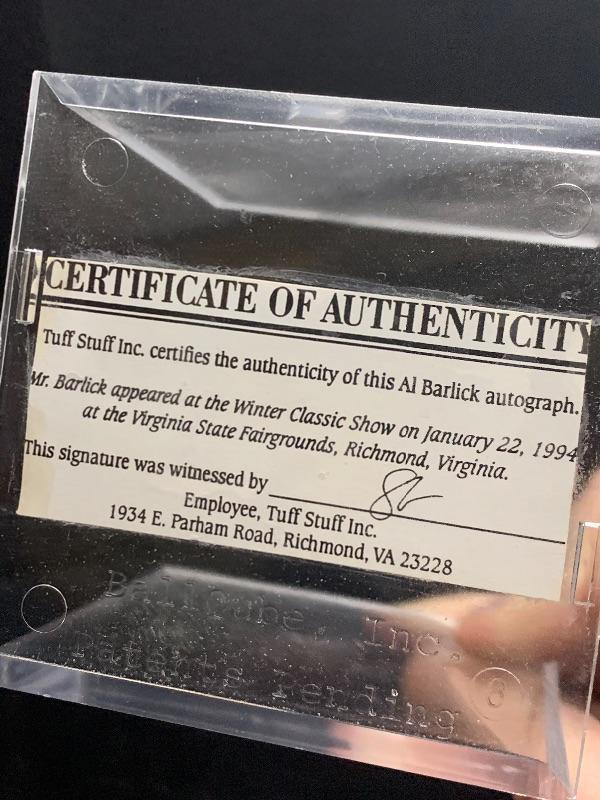 CERTIFICATE OF AUTHENTICITY
Tuff Stuff Inc. certifies the authenticity of this Al Barlick autograph.
Mr. Barlick appeared at the Winter Classic Show on January 22, 1994
at the Virginia State Fairgrounds, Richmond, Virginia.
This signature was witnessed by
Employee, Tuff Stuff Inc.
1934 E. Parham Road, Richmond, VA 23228
BallQube, Inc.
Patents Pending